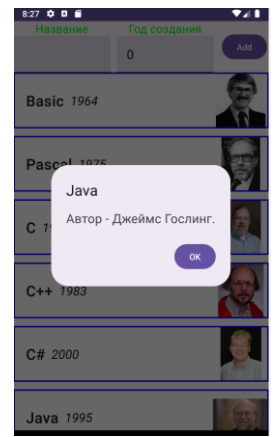 8:27
Название Год создания
0 Add
Basic 1964
Pascal 1975
Java
Автор - Джеймс Гослинг.
C
OK
C++ 1983
C# 2000
Java 1995